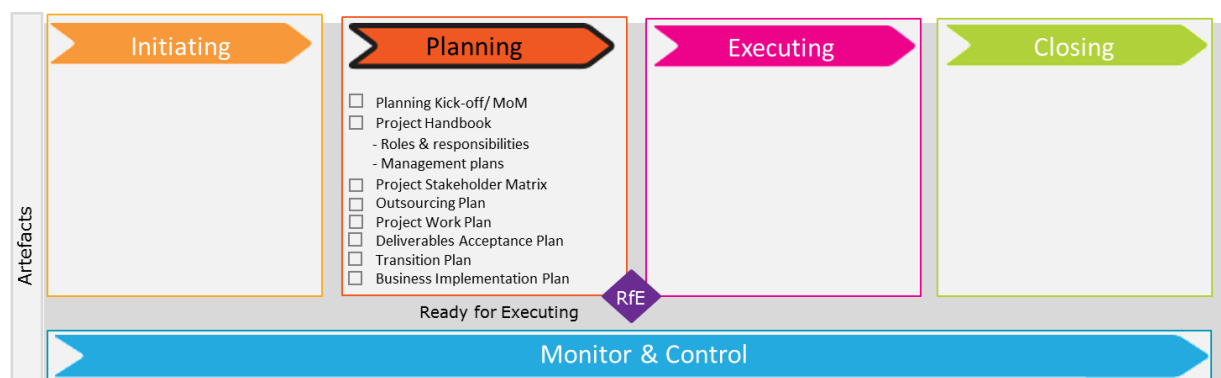 Artefacts
Initiating
Planning
Executing
Closing
Planning Kick-off/ MoM
Project Handbook
- Roles & responsibilities
- Management plans
Project Stakeholder Matrix
Outsourcing Plan
Project Work Plan
Deliverables Acceptance Plan
Transition Plan
Business Implementation Plan
RfE
Ready for Executing
Monitor & Control